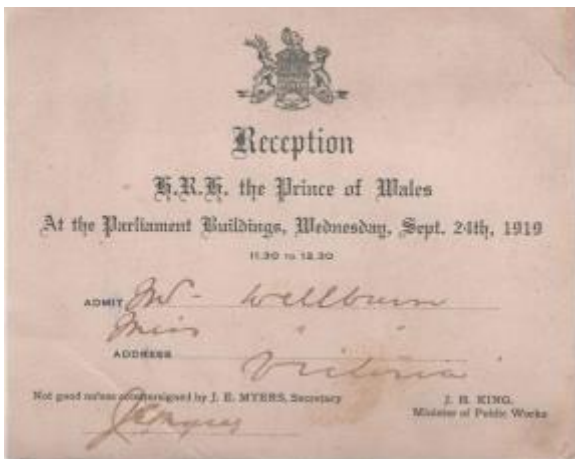 Reception
H.R.H. the Prince of Wales
At the Parliament Buildings, Wednesday, Sept. 24th, 1919
11.30 to 12.30
ADMIT Mr. Wellburn
Miss " "
ADDRESS Victoria
Not good unless countersigned by J. E. MYERS, Secretary
J. H. KING,
Minister of Public Works
JEMyers